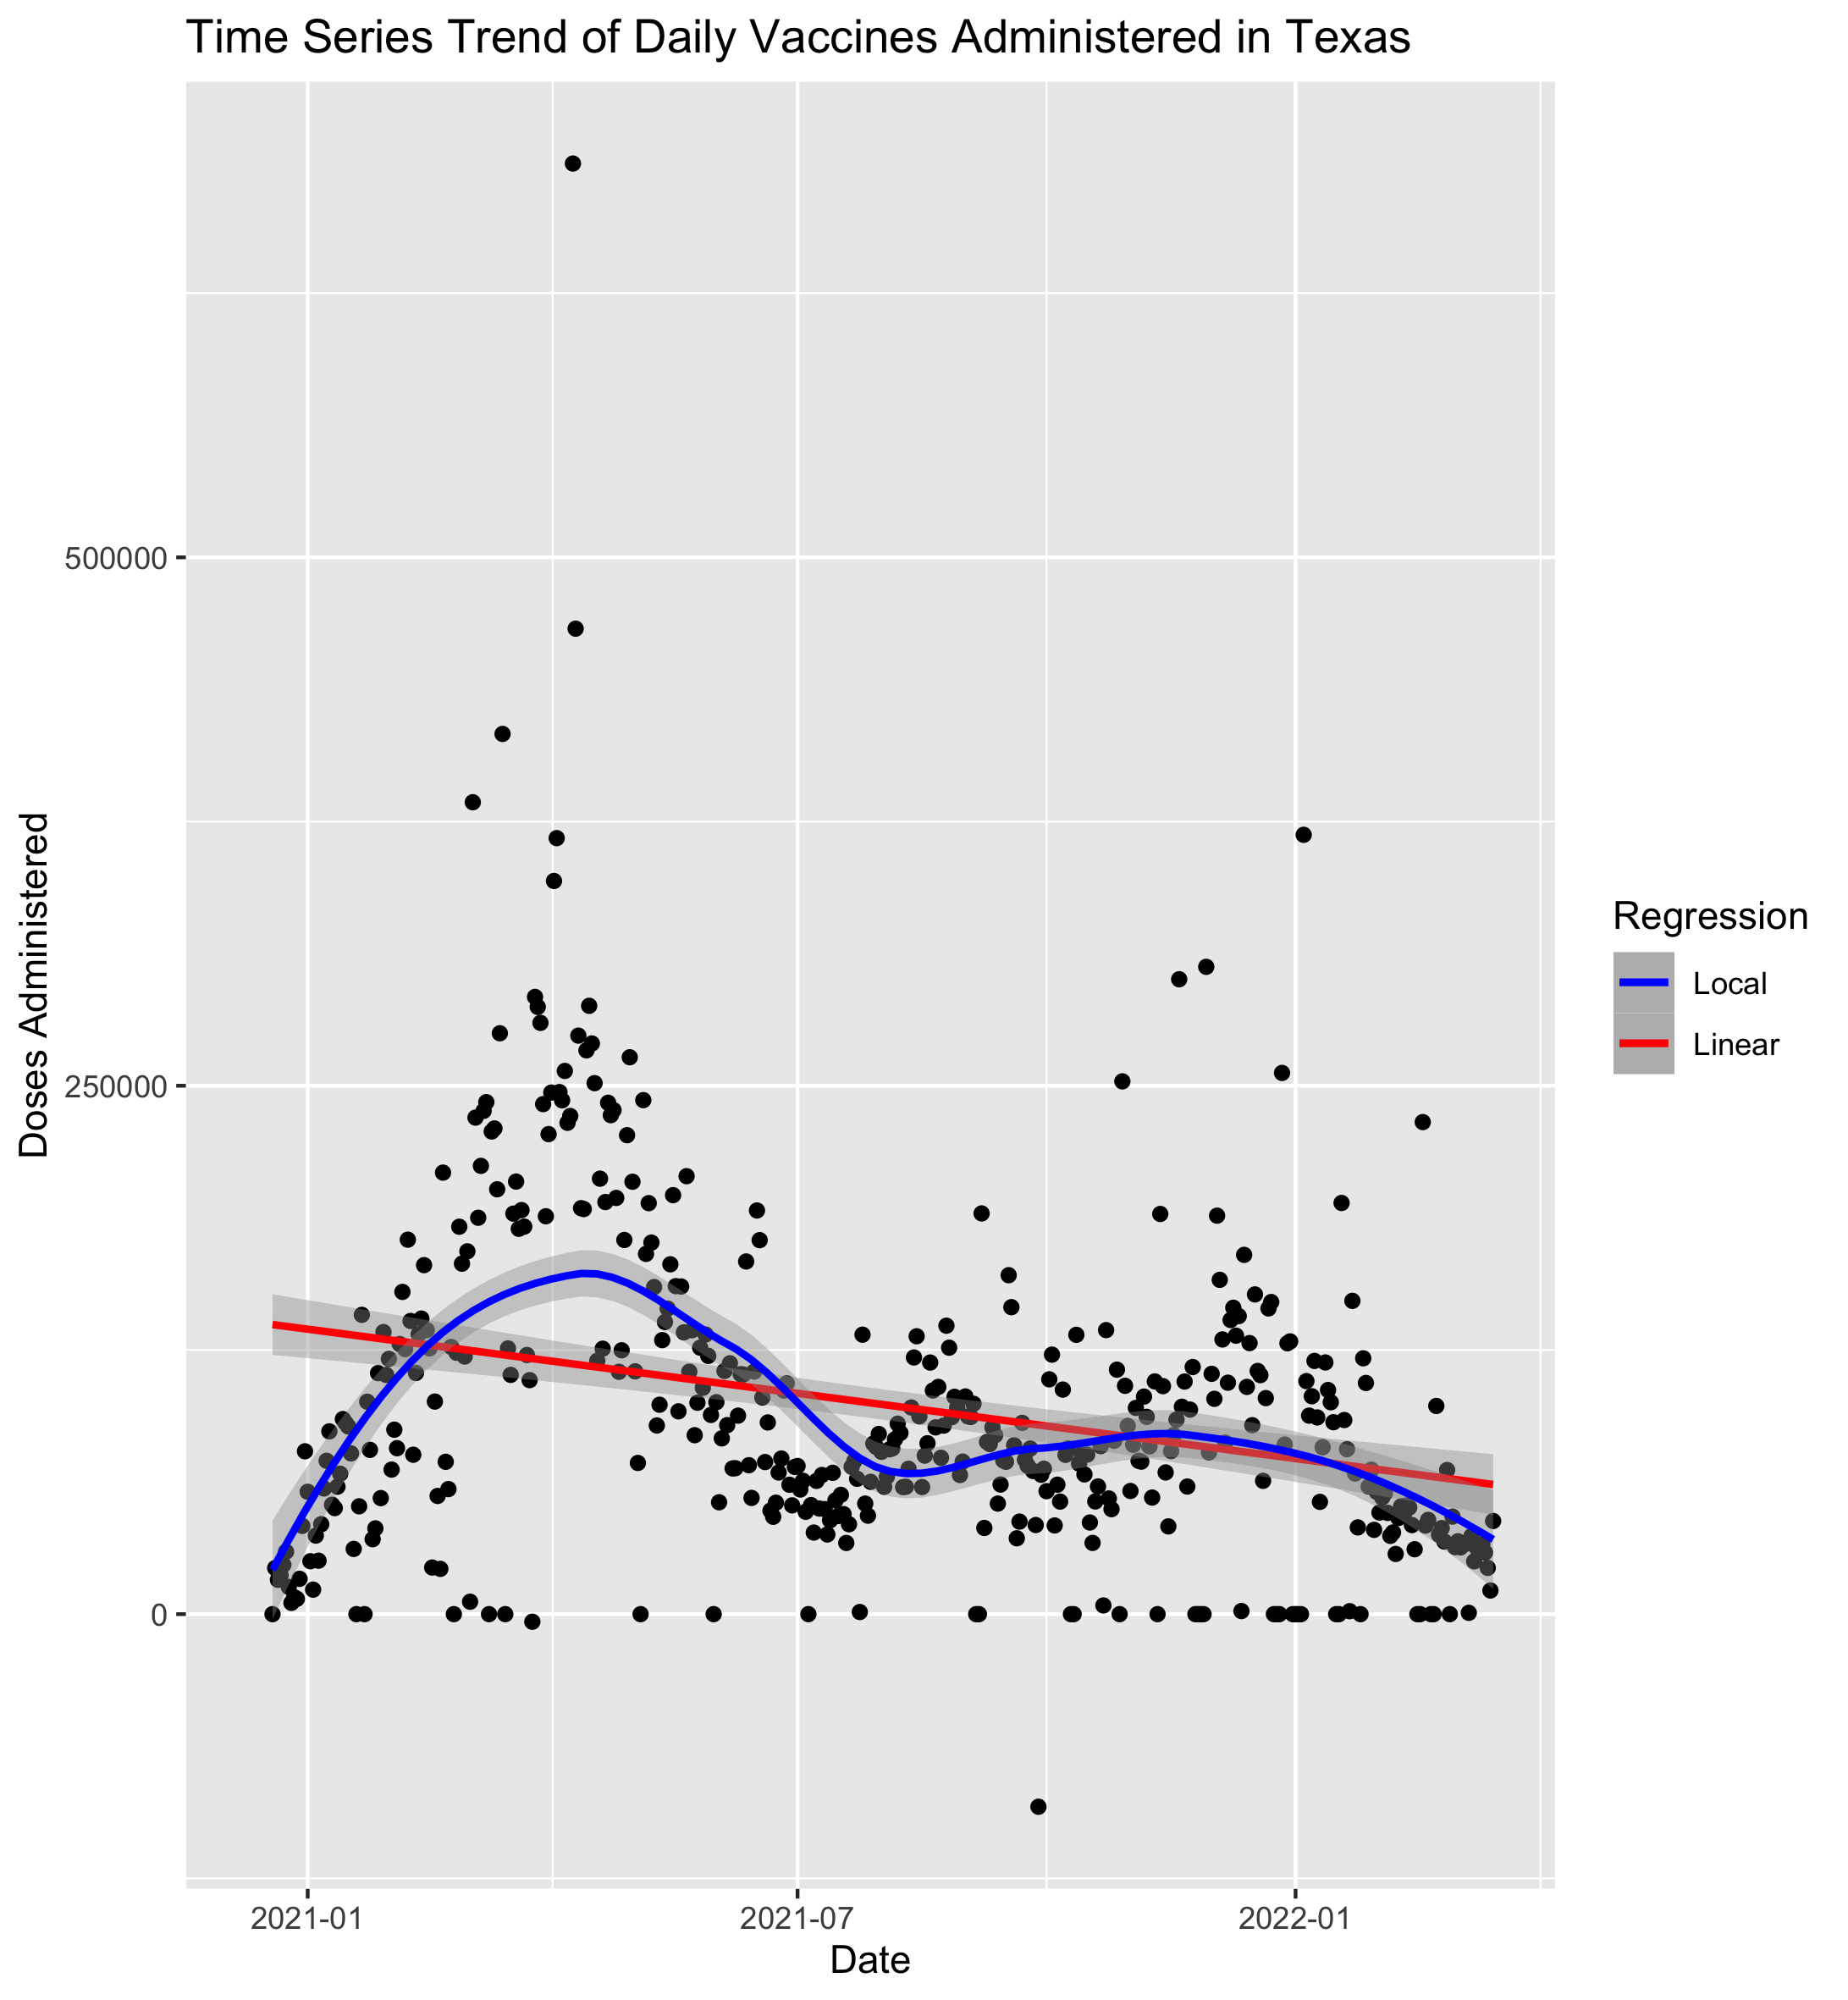 Time Series Trend of Daily Vaccines Administered in Texas
Doses Administered
500000
250000
0
2021-01
2021-07
2022-01
Date
Regression
Local
Linear